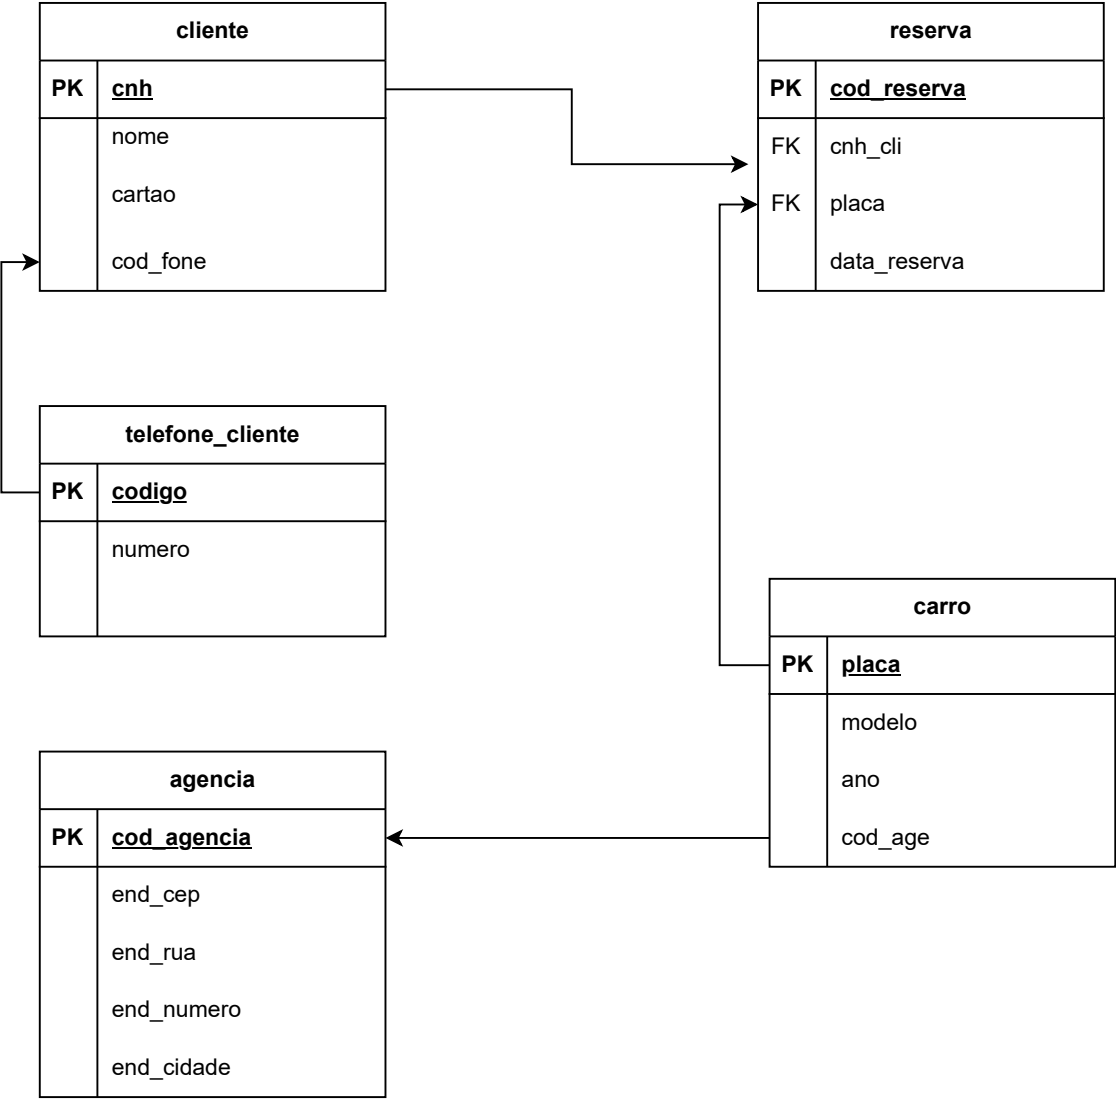 cliente
PK cnh
nome
cartao
cod_fone
reserva
PK cod_reserva
FK cnh_cli
FK placa
data_reserva
telefone_cliente
PK codigo
numero
carro
PK placa
modelo
ano
cod_age
agencia
PK cod_agencia
end_cep
end_rua
end_numero
end_cidade